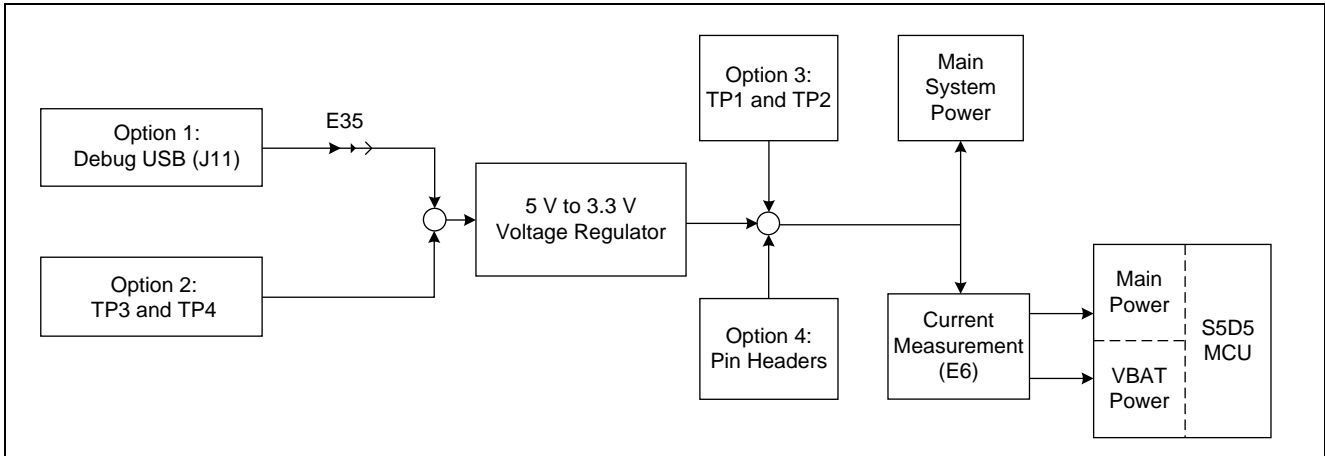 Option 1:
Debug USB (J11)
E35
Option 2:
TP3 and TP4
5 V to 3.3 V
Voltage Regulator
Option 3:
TP1 and TP2
Option 4:
Pin Headers
Main
System
Power
Current
Measurement
(E6)
Main
Power
VBAT
Power
S5D5
MCU